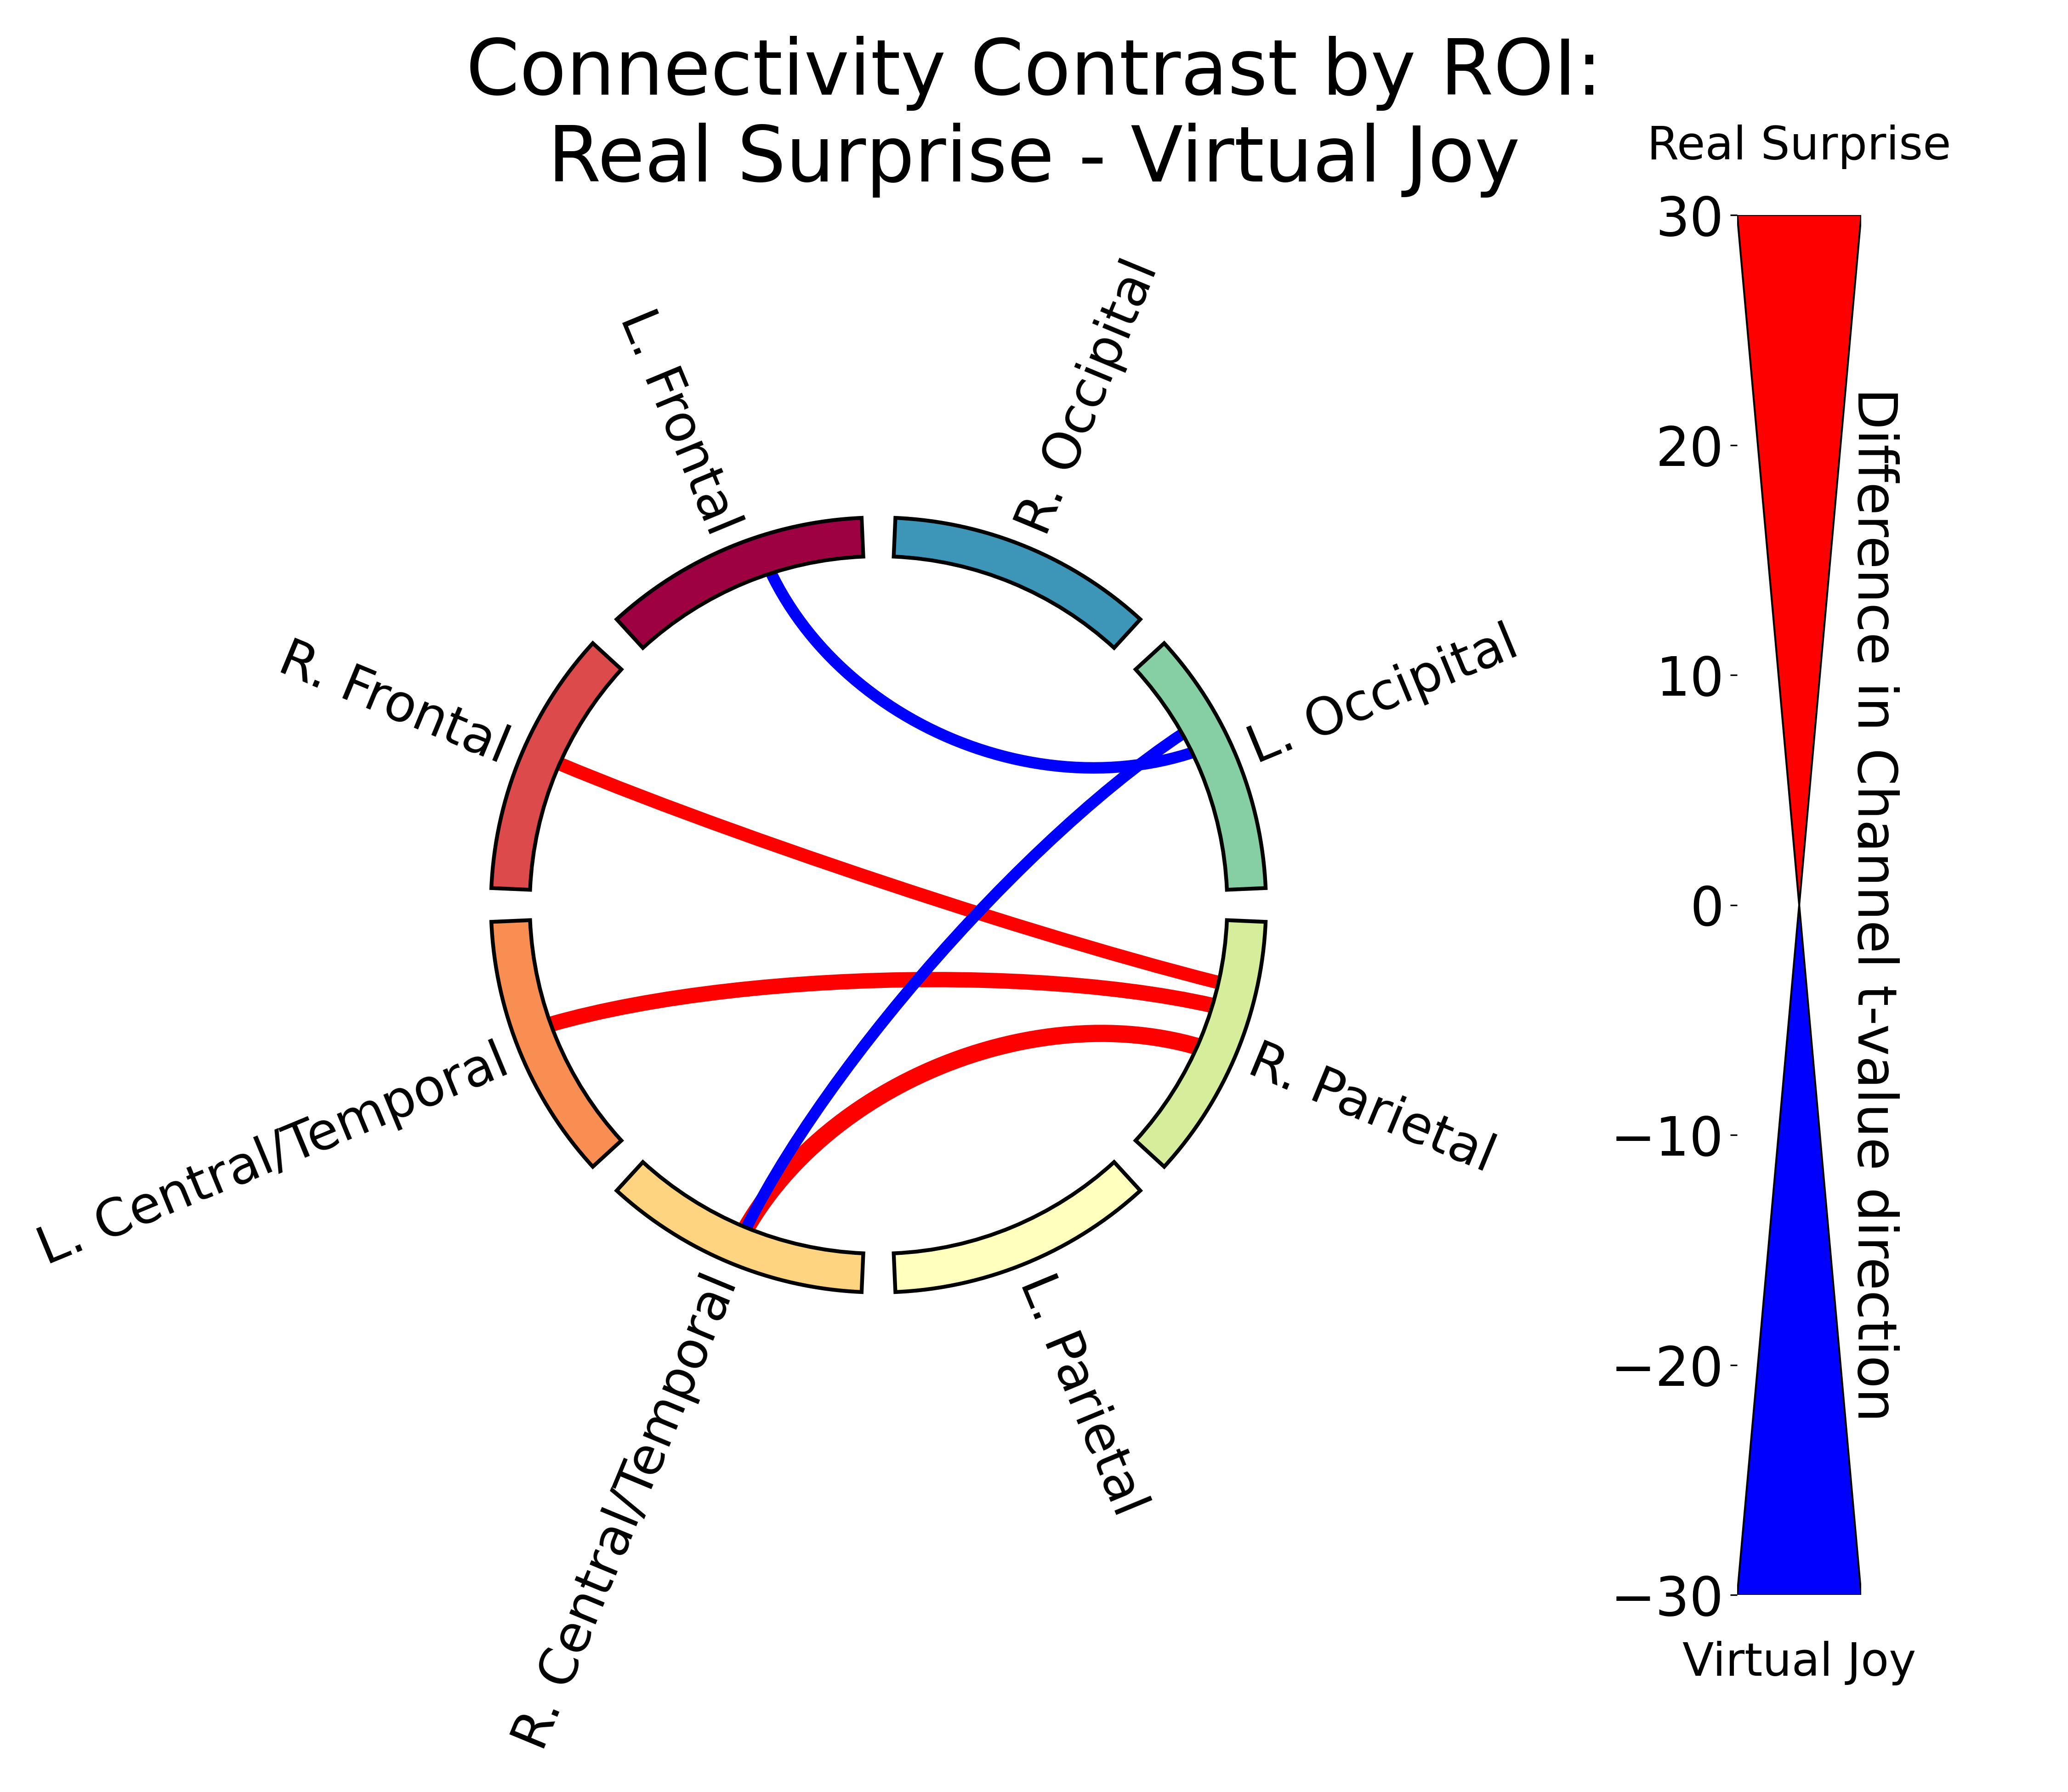 Connectivity Contrast by ROI:
Real Surprise - Virtual Joy
Real Surprise
30
20
10
0
−10
−20
−30
Virtual Joy
Difference in Channel t-value direction
L. Frontal
R. Occipital
R. Frontal
L. Occipital
L. Central/Temporal
R. Parietal
R. Central/Temporal
L. Parietal